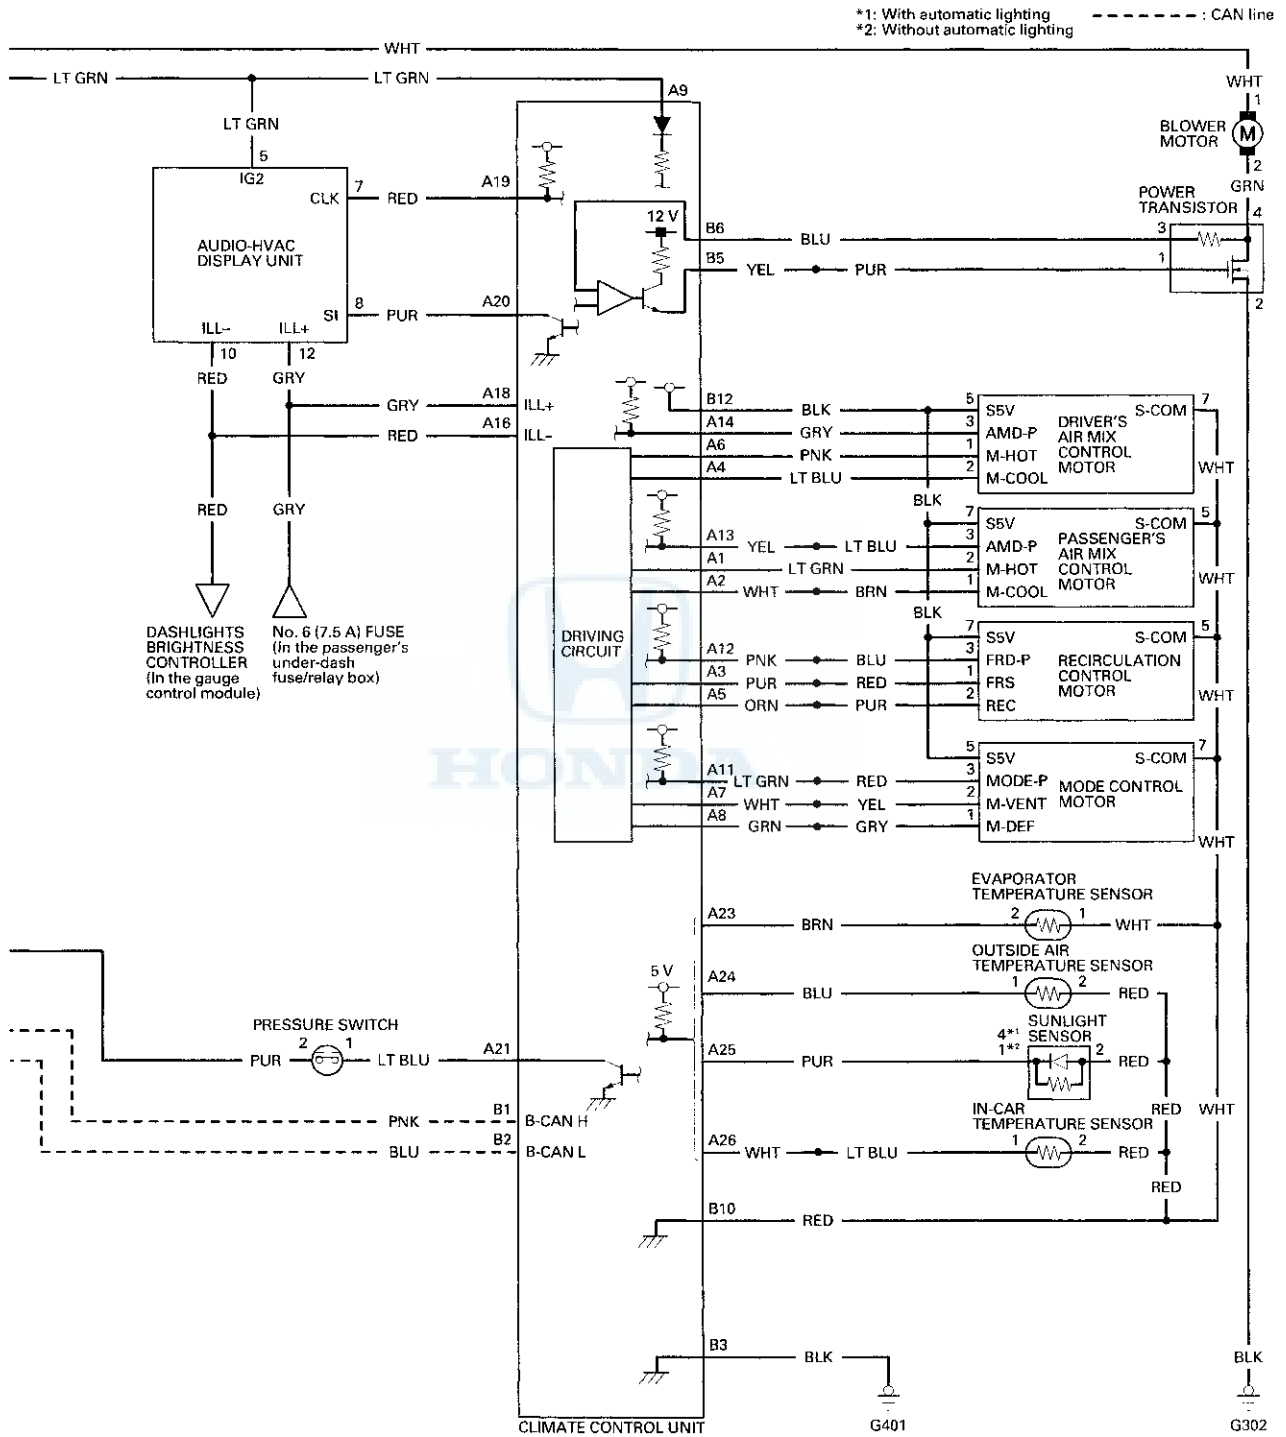 *1: With automatic lighting
*2: Without automatic lighting
: CAN line
WHT
LT GRN
LT GRN
A9
WHT
1
LT GRN
BLOWER
MOTOR
M
5
IG2
2
GRN
CLK
7
RED
A19
POWER
TRANSISTOR
4
12 V
B6
BLU
3
AUDIO-HVAC
DISPLAY UNIT
B5
YEL
PUR
1
2
SI
8
PUR
A20
ILL-
ILL+
10
12
RED
GRY
GRY
A18
ILL+
RED
A16
ILL-
B12
BLK
5
S5V
S-COM
7
A14
GRY
3
AMD-P
A6
PNK
1
M-HOT
A4
LT BLU
2
M-COOL
DRIVER'S
AIR MIX
CONTROL
MOTOR
WHT
BLK
RED
GRY
7
S5V
S-COM
5
A13
YEL
LT BLU
3
AMD-P
A1
LT GRN
2
M-HOT
A2
WHT
BRN
1
M-COOL
PASSENGER'S
AIR MIX
CONTROL
MOTOR
WHT
BLK
DASHLIGHTS
BRIGHTNESS
CONTROLLER
(In the gauge
control module)
No. 6 (7.5 A) FUSE
(In the passenger's
under-dash
fuse/relay box)
DRIVING
CIRCUIT
7
S5V
S-COM
5
A12
PNK
BLU
3
FRD-P
A3
PUR
RED
1
FRS
A5
ORN
PUR
2
REC
RECIRCULATION
CONTROL
MOTOR
WHT
HONDA
5
S5V
S-COM
7
A11
LT GRN
RED
3
MODE-P
A7
WHT
YEL
2
M-VENT
A8
GRN
GRY
1
M-DEF
MODE CONTROL
MOTOR
WHT
EVAPORATOR
TEMPERATURE SENSOR
A23
BRN
2
1
WHT
OUTSIDE AIR
TEMPERATURE SENSOR
5 V
A24
BLU
1
2
RED
PRESSURE SWITCH
PUR
2
1
LT BLU
A21
SUNLIGHT
SENSOR
4*1
1*2
A25
PUR
2
RED
PNK
B1
B-CAN H
BLU
B2
B-CAN L
RED
WHT
IN-CAR
TEMPERATURE SENSOR
A26
WHT
LT BLU
1
2
RED
RED
B10
RED
B3
BLK
BLK
G401
G302
CLIMATE CONTROL UNIT